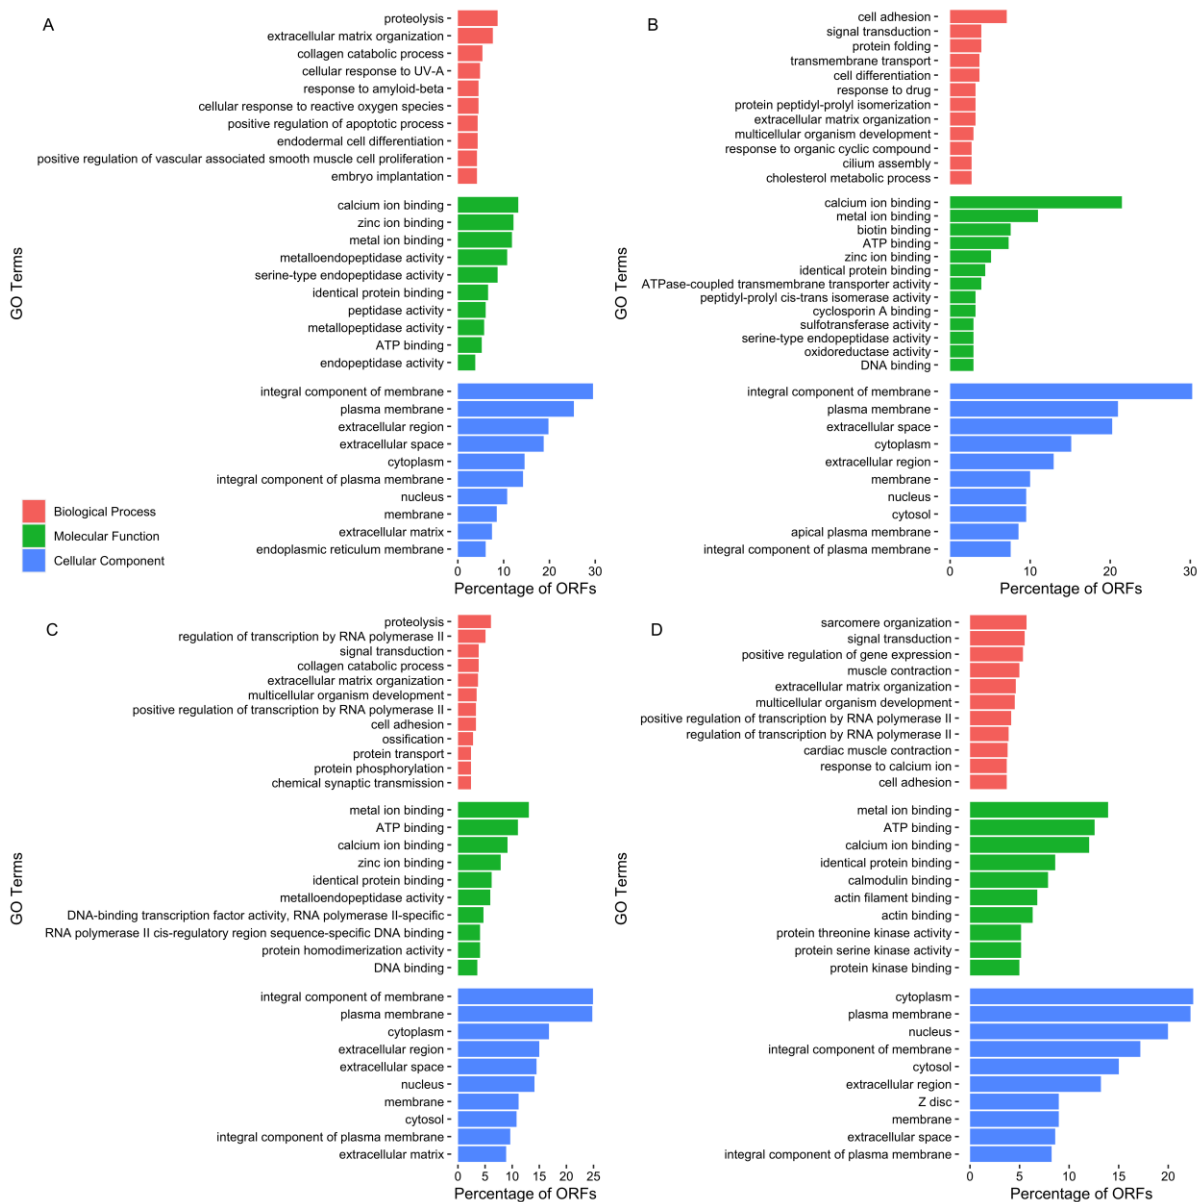 A
proteolysis
extracellular matrix organization
collagen catabolic process
cellular response to UV-A
response to amyloid-beta
cellular response to reactive oxygen species
positive regulation of apoptotic process
endodermal cell differentiation
positive regulation of vascular associated smooth muscle cell proliferation
embryo implantation
calcium ion binding
zinc ion binding
metal ion binding
metalloendopeptidase activity
serine-type endopeptidase activity
identical protein binding
peptidase activity
metallopeptidase activity
ATP binding
endopeptidase activity
integral component of membrane
plasma membrane
extracellular region
extracellular space
cytoplasm
integral component of plasma membrane
nucleus
membrane
extracellular matrix
endoplasmic reticulum membrane
GO Terms
0 10 20 30
Percentage of ORFs
Biological Process
Molecular Function
Cellular Component
B
cell adhesion
signal transduction
protein folding
transmembrane transport
cell differentiation
response to drug
protein peptidyl-prolyl isomerization
extracellular matrix organization
multicellular organism development
response to organic cyclic compound
cilium assembly
cholesterol metabolic process
calcium ion binding
metal ion binding
biotin binding
ATP binding
zinc ion binding
identical protein binding
ATPase-coupled transmembrane transporter activity
peptidyl-prolyl cis-trans isomerase activity
cyclosporin A binding
sulfotransferase activity
serine-type endopeptidase activity
oxidoreductase activity
DNA binding
integral component of membrane
plasma membrane
extracellular space
cytoplasm
extracellular region
membrane
nucleus
cytosol
apical plasma membrane
integral component of plasma membrane
GO Terms
0 10 20 30
Percentage of ORFs
C
proteolysis
regulation of transcription by RNA polymerase II
signal transduction
collagen catabolic process
extracellular matrix organization
multicellular organism development
positive regulation of transcription by RNA polymerase II
cell adhesion
ossification
protein transport
protein phosphorylation
chemical synaptic transmission
metal ion binding
ATP binding
calcium ion binding
zinc ion binding
identical protein binding
metalloendopeptidase activity
DNA-binding transcription factor activity, RNA polymerase II-specific
RNA polymerase II cis-regulatory region sequence-specific DNA binding
protein homodimerization activity
DNA binding
integral component of membrane
plasma membrane
cytoplasm
extracellular region
extracellular space
nucleus
membrane
cytosol
integral component of plasma membrane
extracellular matrix
GO Terms
0 5 10 15 20 25
Percentage of ORFs
D
sarcomere organization
signal transduction
positive regulation of gene expression
muscle contraction
extracellular matrix organization
multicellular organism development
positive regulation of transcription by RNA polymerase II
regulation of transcription by RNA polymerase II
cardiac muscle contraction
response to calcium ion
cell adhesion
metal ion binding
ATP binding
calcium ion binding
identical protein binding
calmodulin binding
actin filament binding
actin binding
protein threonine kinase activity
protein serine kinase activity
protein kinase binding
cytoplasm
plasma membrane
nucleus
integral component of membrane
cytosol
extracellular region
Z disc
membrane
extracellular space
integral component of plasma membrane
GO Terms
0 5 10 15 20
Percentage of ORFs